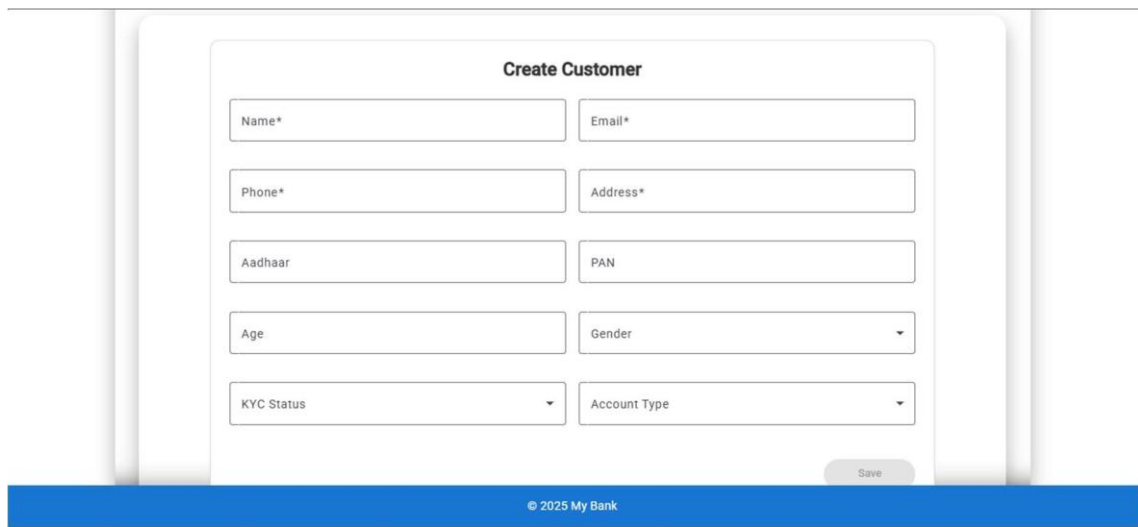 Create Customer
Name*
Email*
Phone*
Address*
Aadhaar
PAN
Age
Gender
KYC Status
Account Type
Save
© 2025 My Bank